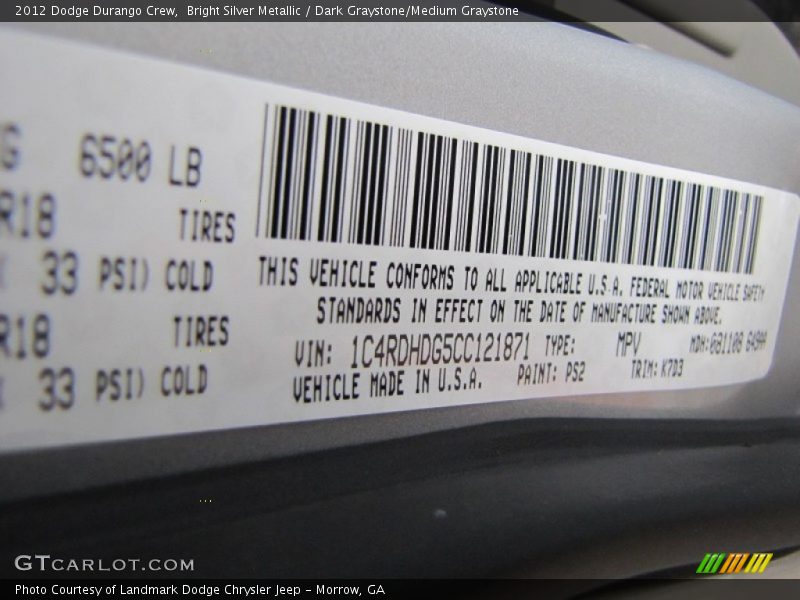 2012 Dodge Durango Crew,  Bright Silver Metallic / Dark Graystone/Medium Graystone
G 6500 LB
R18 TIRES
33 PSI) COLD
R18 TIRES
33 PSI) COLD
THIS VEHICLE CONFORMS TO ALL APPLICABLE U.S.A. FEDERAL MOTOR VEHICLE SAFETY
STANDARDS IN EFFECT ON THE DATE OF MANUFACTURE SHOWN ABOVE.
VIN: 1C4RDHDG5CC121871 TYPE: MPV MDH:
VEHICLE MADE IN U.S.A. PAINT: PS2 TRIM: K7D3
GTCARLOT.COM
Photo Courtesy of Landmark Dodge Chrysler Jeep – Morrow, GA